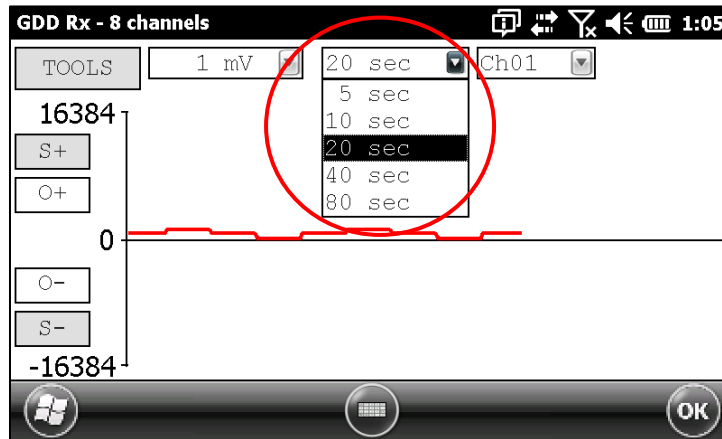 GDD Rx - 8 channels 1:05
TOOLS 1 mV 20 sec Ch01
5 sec
10 sec
20 sec
40 sec
80 sec
16384
S+
O+
0
O-
S-
-16384
OK